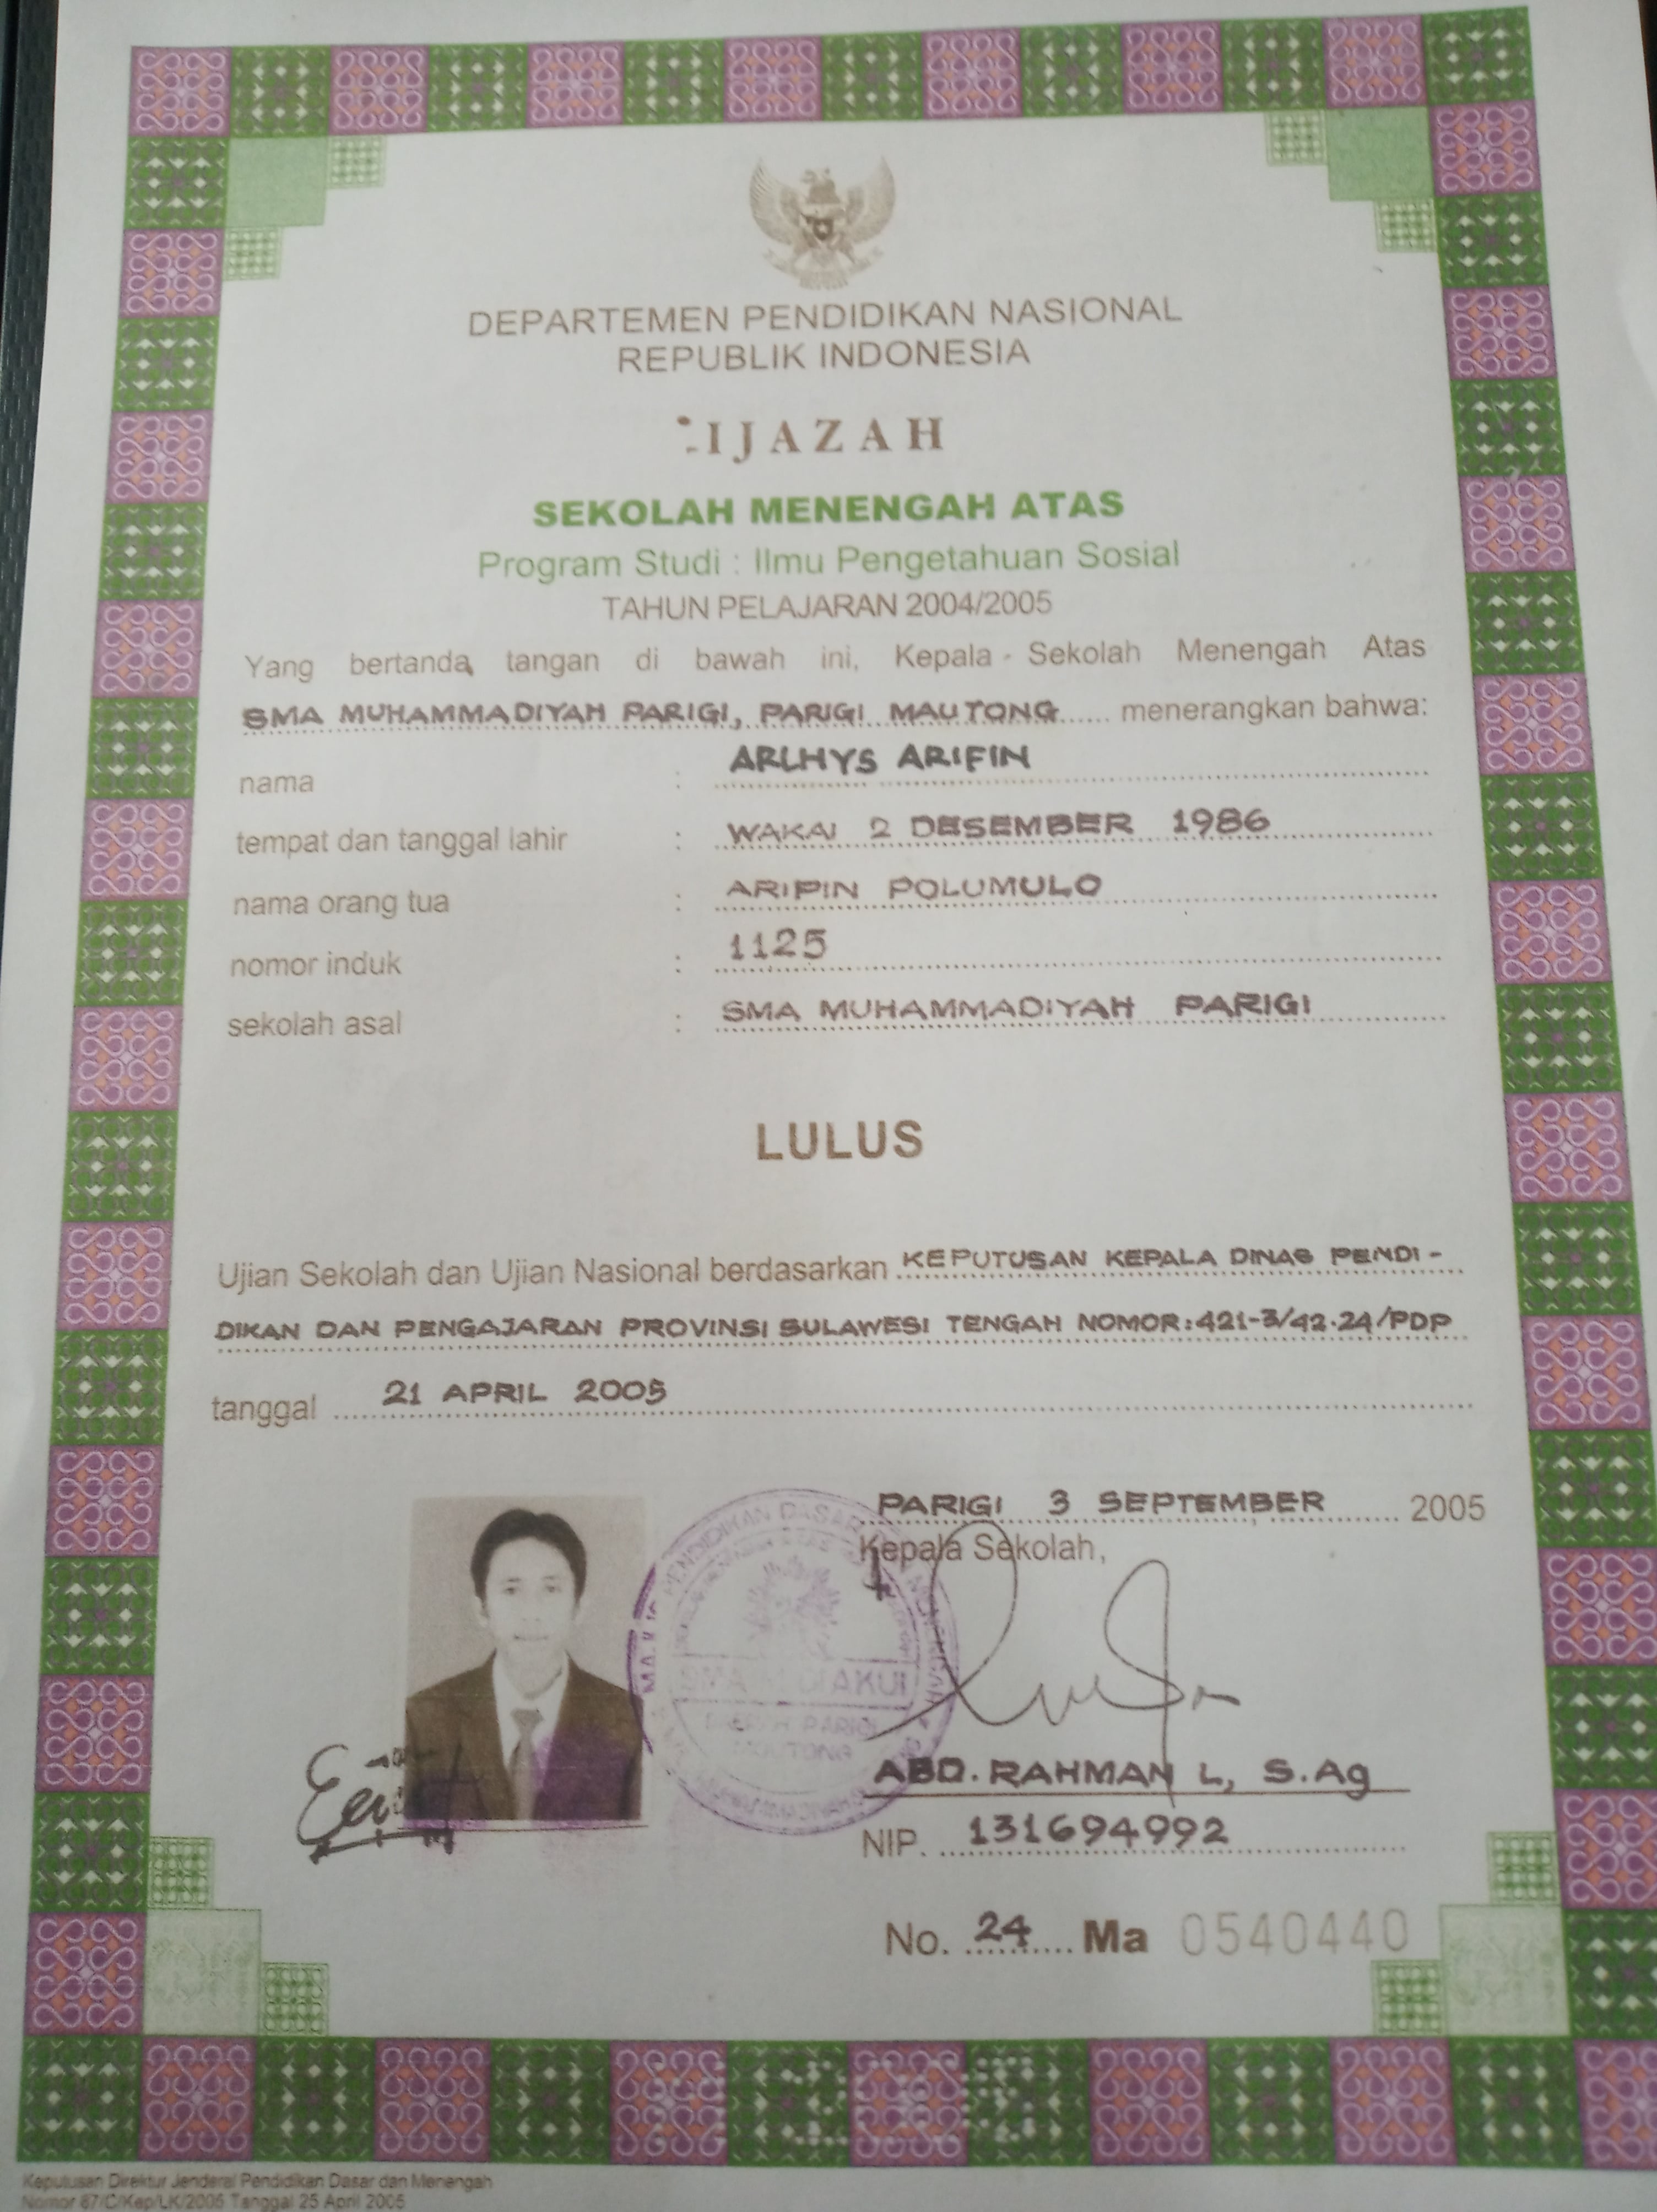 DEPARTEMEN PENDIDIKAN NASIONAL
REPUBLIK INDONESIA
IJAZAH
SEKOLAH MENENGAH ATAS
Program Studi : Ilmu Pengetahuan Sosial
TAHUN PELAJARAN 2004/2005
Yang bertanda tangan di bawah ini, Kepala Sekolah Menengah Atas
SMA MUHAMMADIYAH PARIGI, PARIGI MAUTONG menerangkan bahwa:
nama : ARLHYS ARIFIN
tempat dan tanggal lahir : WAKAI 2 DESEMBER 1986
nama orang tua : ARIPIN POLUMULO
nomor induk : 1125
sekolah asal : SMA MUHAMMADIYAH PARIGI
LULUS
Ujian Sekolah dan Ujian Nasional berdasarkan KEPUTUSAN KEPALA DINAS PENDI-
DIKAN DAN PENGAJARAN PROVINSI SULAWESI TENGAH NOMOR:421-3/42.24/PDP
tanggal 21 APRIL 2005
PARIGI 3 SEPTEMBER 2005
Kepala Sekolah,
PENDIDIKAN DASAR
SMA DIAKUI
DAERAH PARIGI
MOUTONG
ABD. RAHMAN L, S.Ag
NIP. 131694992
No. 24 Ma 0540440
Keputusan Direktur Jenderal Pendidikan Dasar dan Menengah
Nomor 87/C/Kep/LK/2005 Tanggal 25 April 2005